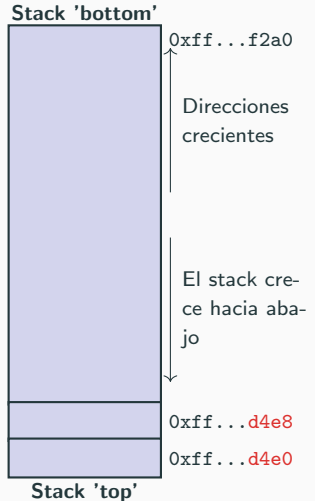 Stack 'bottom'
0xff...f2a0
Direcciones
crecientes
El stack cre-
ce hacia aba-
jo
0xff...d4e8
0xff...d4e0
Stack 'top'